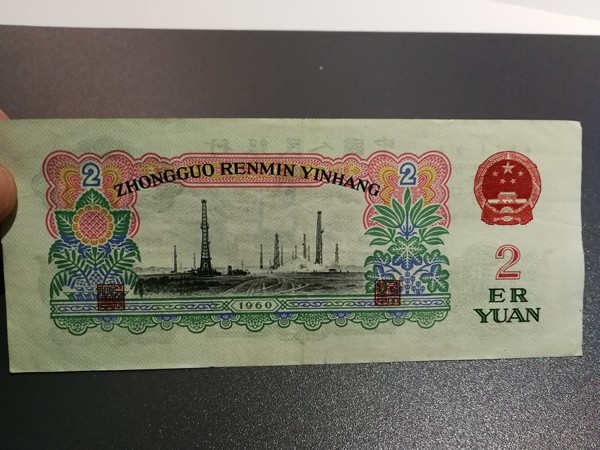 ZHONGGUO RENMIN YINHANG
2
2
1960
2
ER
YUAN